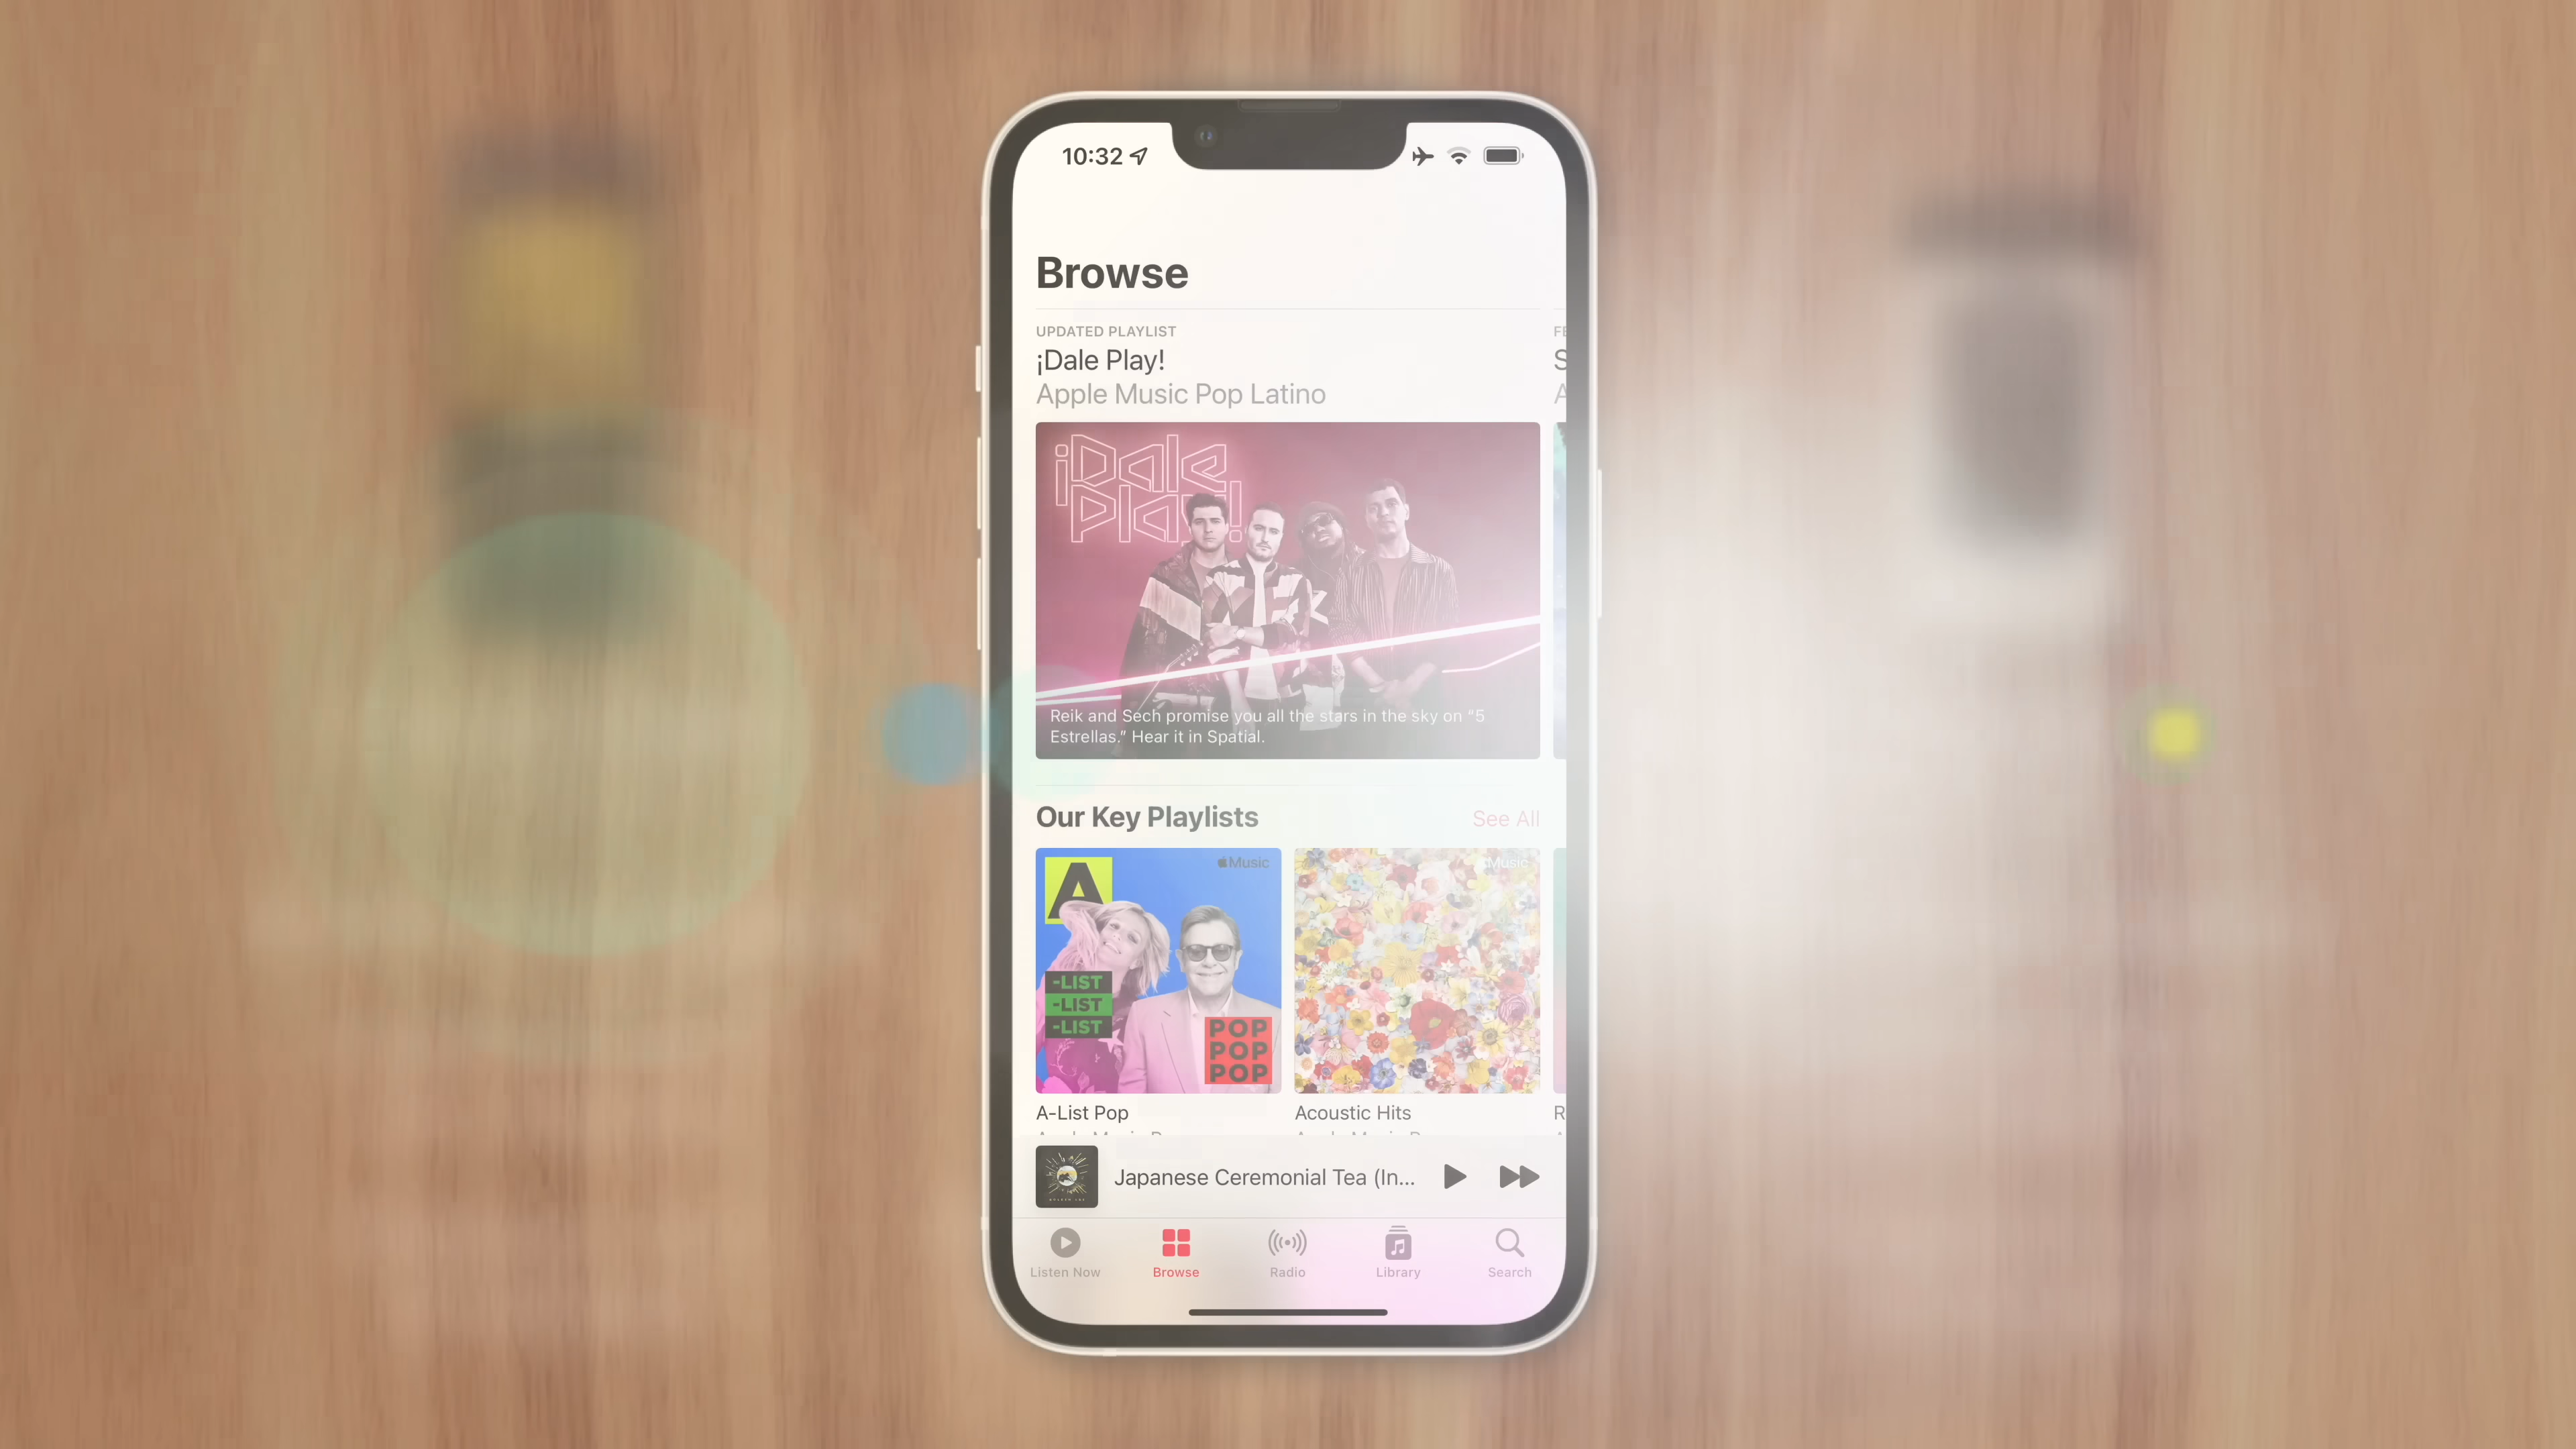 10:32
Browse
UPDATED PLAYLIST
¡Dale Play!
Apple Music Pop Latino
¡Dale
Play!
Reik and Sech promise you all the stars in the sky on “5
Estrellas.” Hear it in Spatial.
Our Key Playlists
See All
Music
A
-LIST
-LIST
-LIST
POP
POP
POP
Music
A-List Pop
Acoustic Hits
Japanese Ceremonial Tea (In...
Listen Now
Browse
Radio
Library
Search